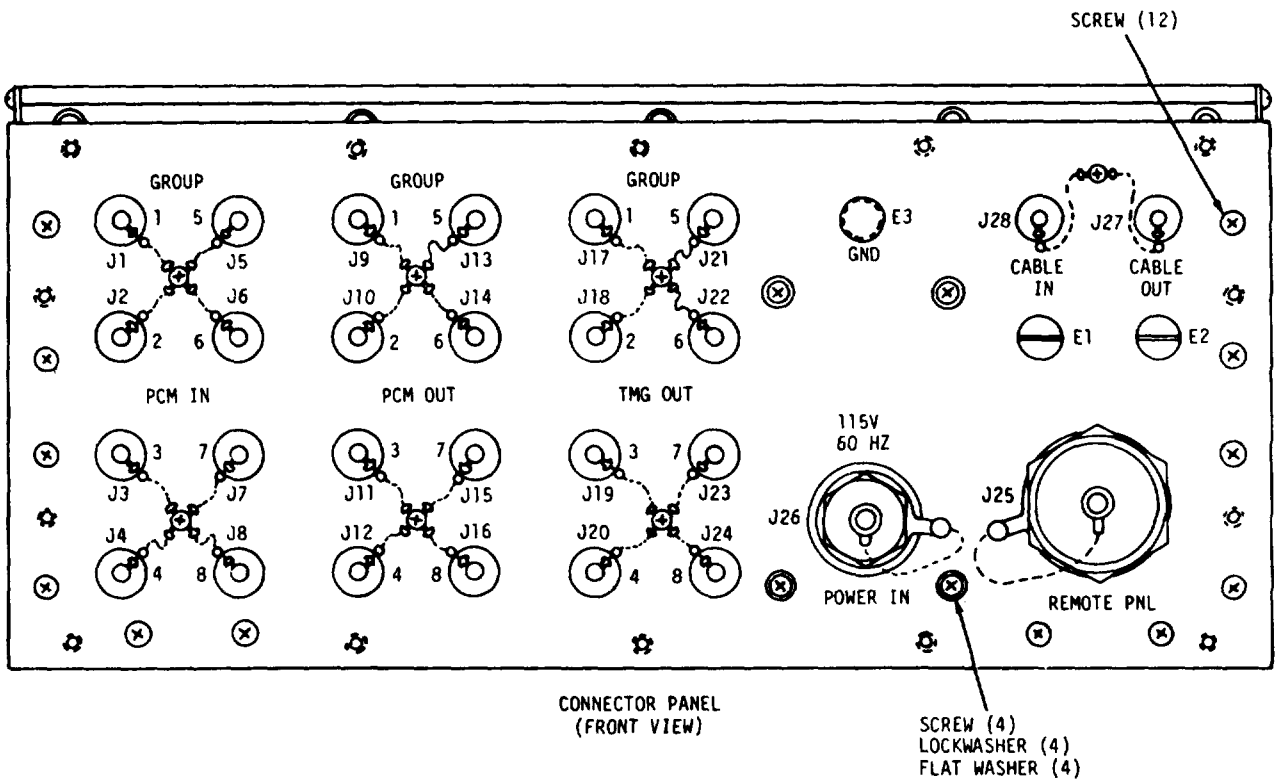 SCREW (12)
GROUP GROUP GROUP
1 5 1 5 1 5 E3 J28 J27
J1 J5 J9 J13 J17 J21 GND
CABLE IN CABLE OUT
J2 J6 J10 J14 J18 J22
2 6 2 6 2 6 E1 E2
PCM IN PCM OUT TMG OUT
115V
60 HZ
3 7 3 7 3 7
J3 J7 J11 J15 J19 J23 J26 J25
J4 J8 J12 J16 J20 J24
4 8 4 8 4 8
POWER IN REMOTE PNL
CONNECTOR PANEL
(FRONT VIEW)
SCREW (4)
LOCKWASHER (4)
FLAT WASHER (4)